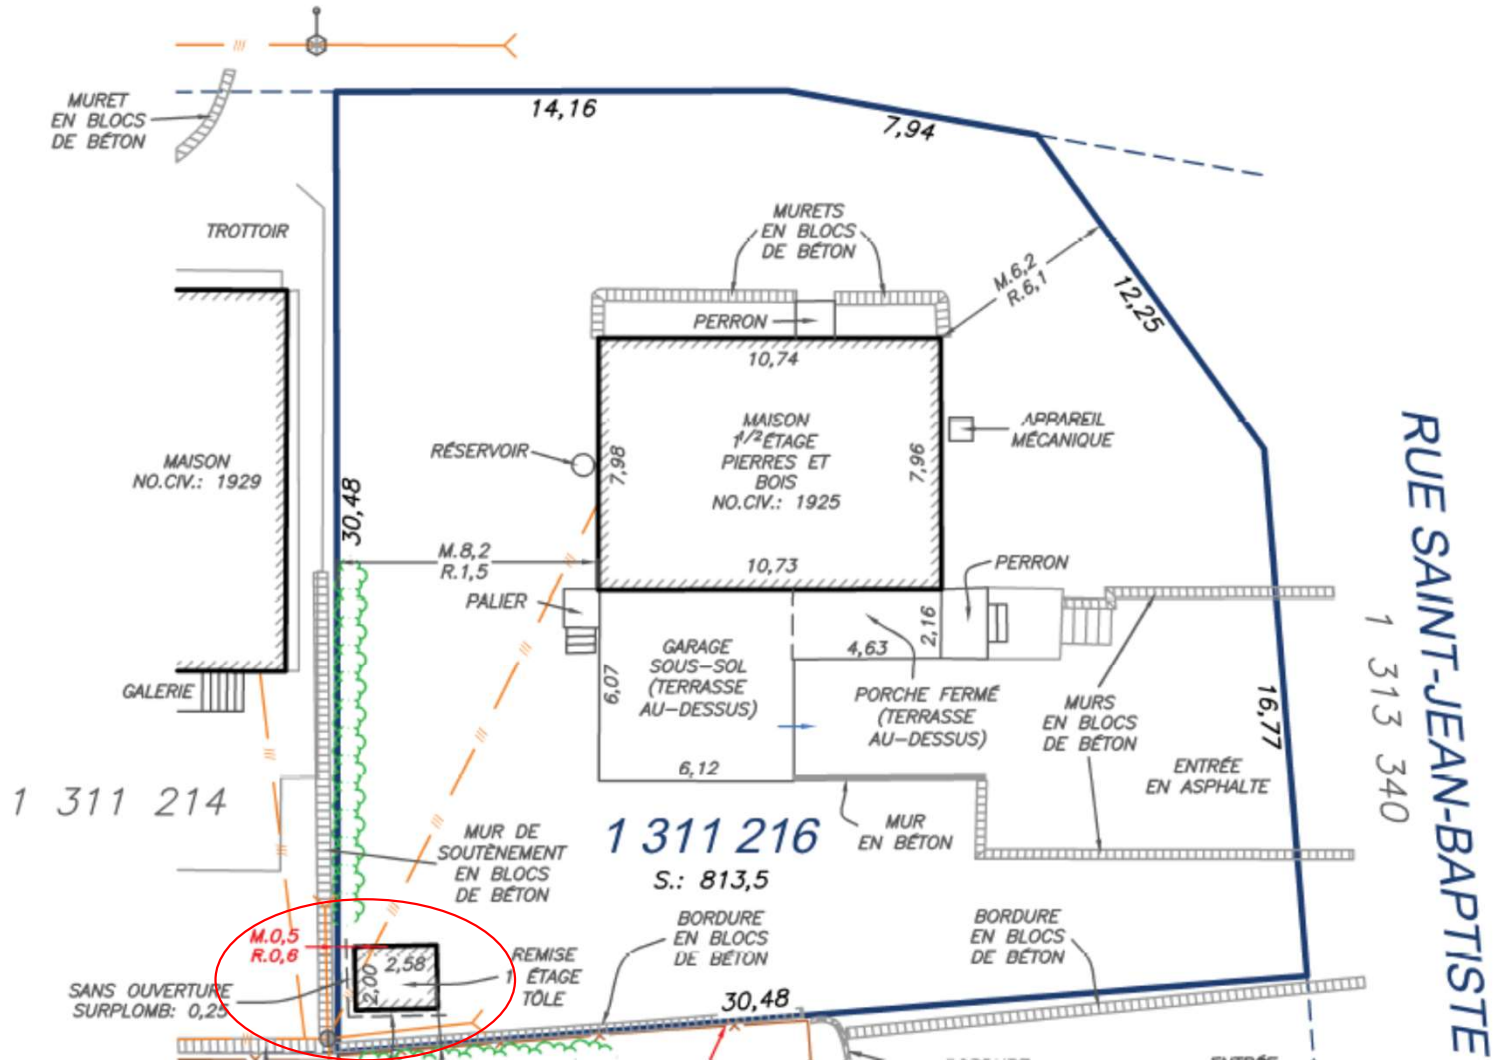 14,16
7,94
MURET
EN BLOCS
DE BÉTON
TROTTOIR
MURETS
EN BLOCS
DE BÉTON
M.6,2
R.6,1
12,25
PERRON
10,74
MAISON
1 1/2 ÉTAGE
PIERRES ET
BOIS
NO.CIV.: 1925
7,98
7,96
10,73
APPAREIL
MÉCANIQUE
RÉSERVOIR
MAISON
NO.CIV.: 1929
30,48
M.8,2
R.1,5
PALIER
PERRON
GARAGE
SOUS-SOL
(TERRASSE
AU-DESSUS)
6,07
6,12
2,16
4,63
PORCHE FERMÉ
(TERRASSE
AU-DESSUS)
MURS
EN BLOCS
DE BÉTON
ENTRÉE
EN ASPHALTE
16,77
RUE SAINT-JEAN-BAPTISTE
1 313 340
GALERIE
1 311 214
MUR DE
SOUTÈNEMENT
EN BLOCS
DE BÉTON
1 311 216
S.: 813,5
MUR
EN BÉTON
BORDURE
EN BLOCS
DE BÉTON
BORDURE
EN BLOCS
DE BÉTON
M.0,5
R.0,6
2,58
2,00
REMISE
1 ÉTAGE
TÔLE
SANS OUVERTURE
SURPLOMB: 0,25
30,48